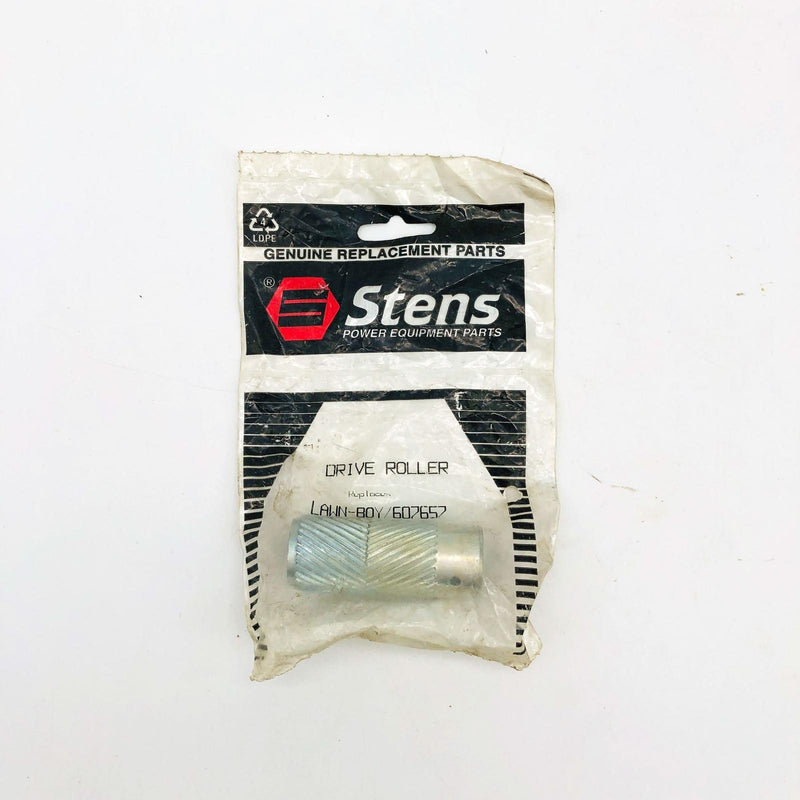 4
LDPE
GENUINE REPLACEMENT PARTS
® Stens
POWER EQUIPMENT PARTS
DRIVE ROLLER
Replaces
LAWN-BOY/607657